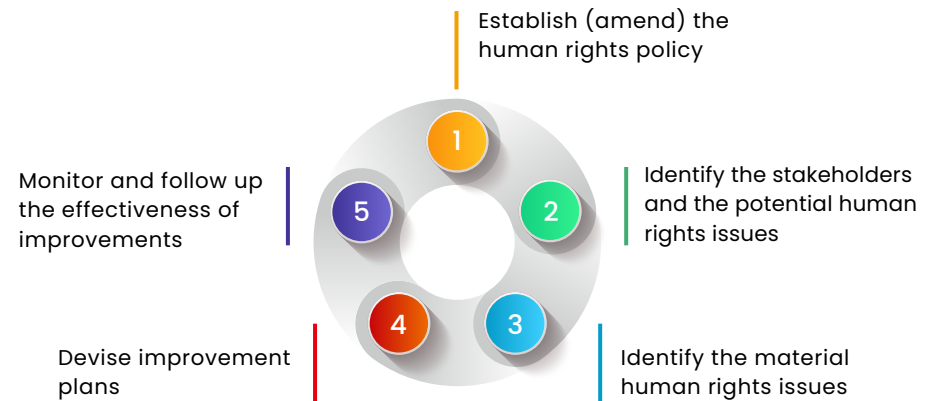 Establish (amend) the
human rights policy
1
2
Identify the stakeholders
and the potential human
rights issues
3
Identify the material
human rights issues
4
Devise improvement
plans
5
Monitor and follow up
the effectiveness of
improvements